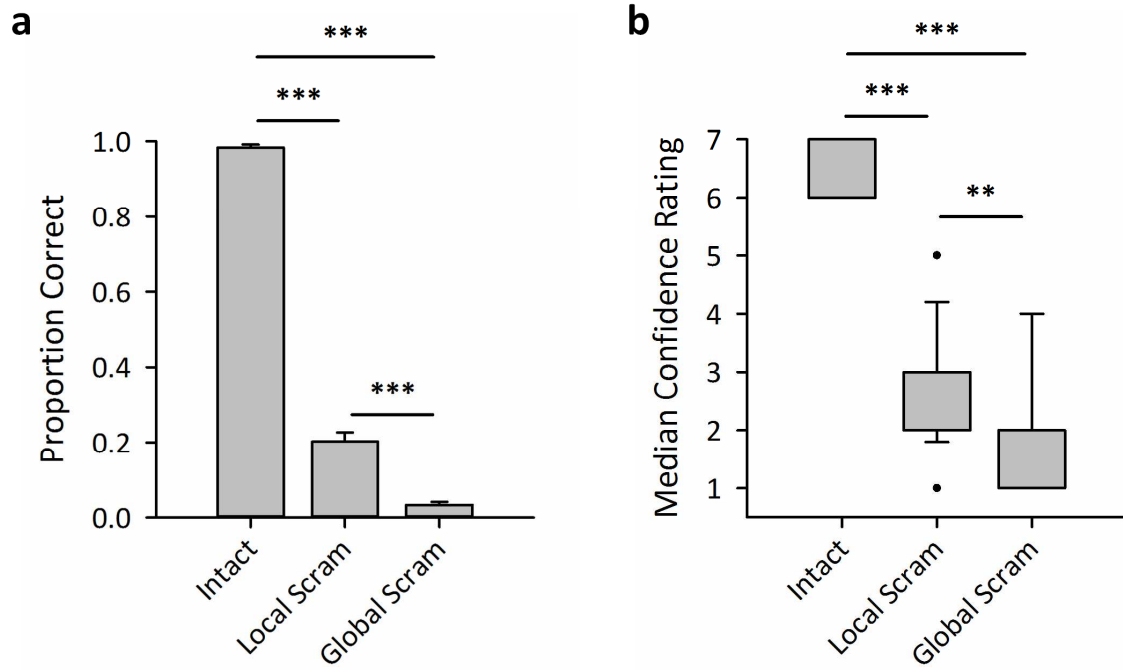 a
***
***
1.0
0.8
0.6
0.4
0.2
0.0
Proportion Correct
***
Intact
Local Scram
Global Scram
b
***
***
**
7
6
5
4
3
2
1
Median Confidence Rating
Intact
Local Scram
Global Scram